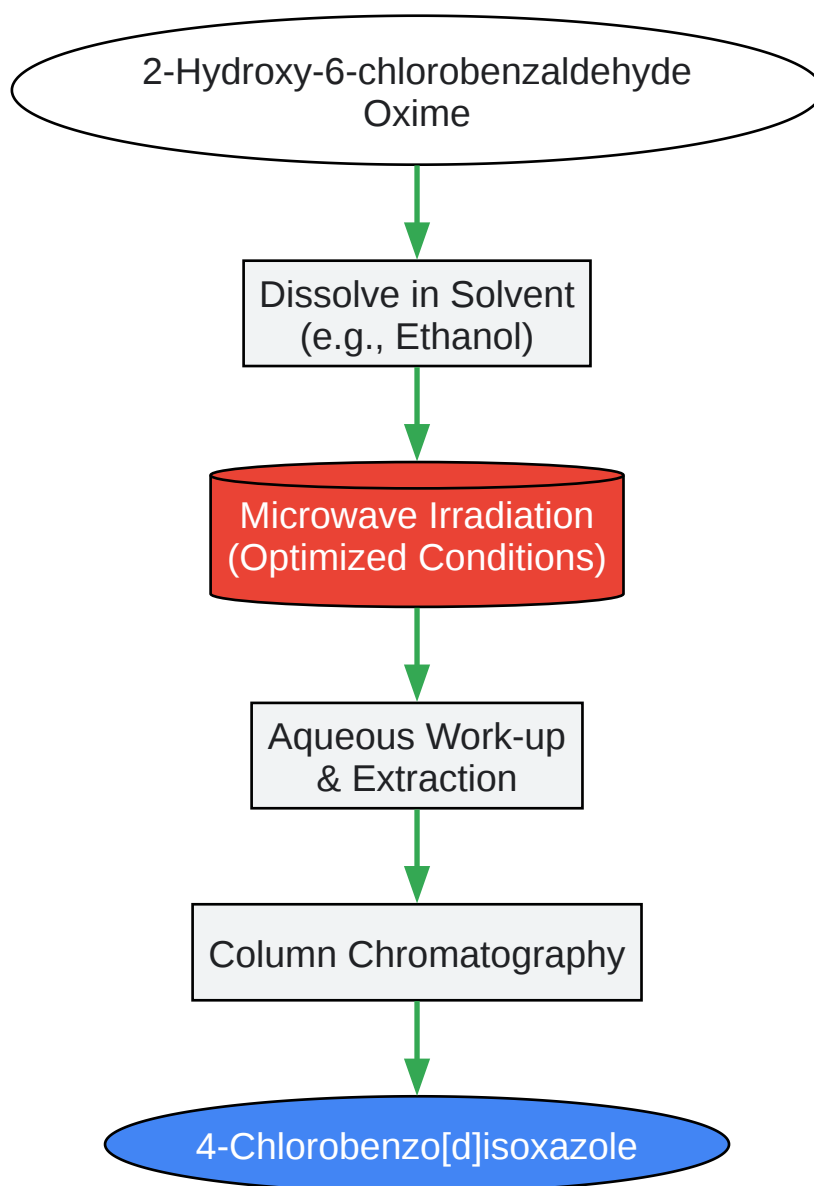 2-Hydroxy-6-chlorobenzaldehyde
Oxime
Dissolve in Solvent
(e.g., Ethanol)
Microwave Irradiation
(Optimized Conditions)
Aqueous Work-up
& Extraction
Column Chromatography
4-Chlorobenzo[d]isoxazole